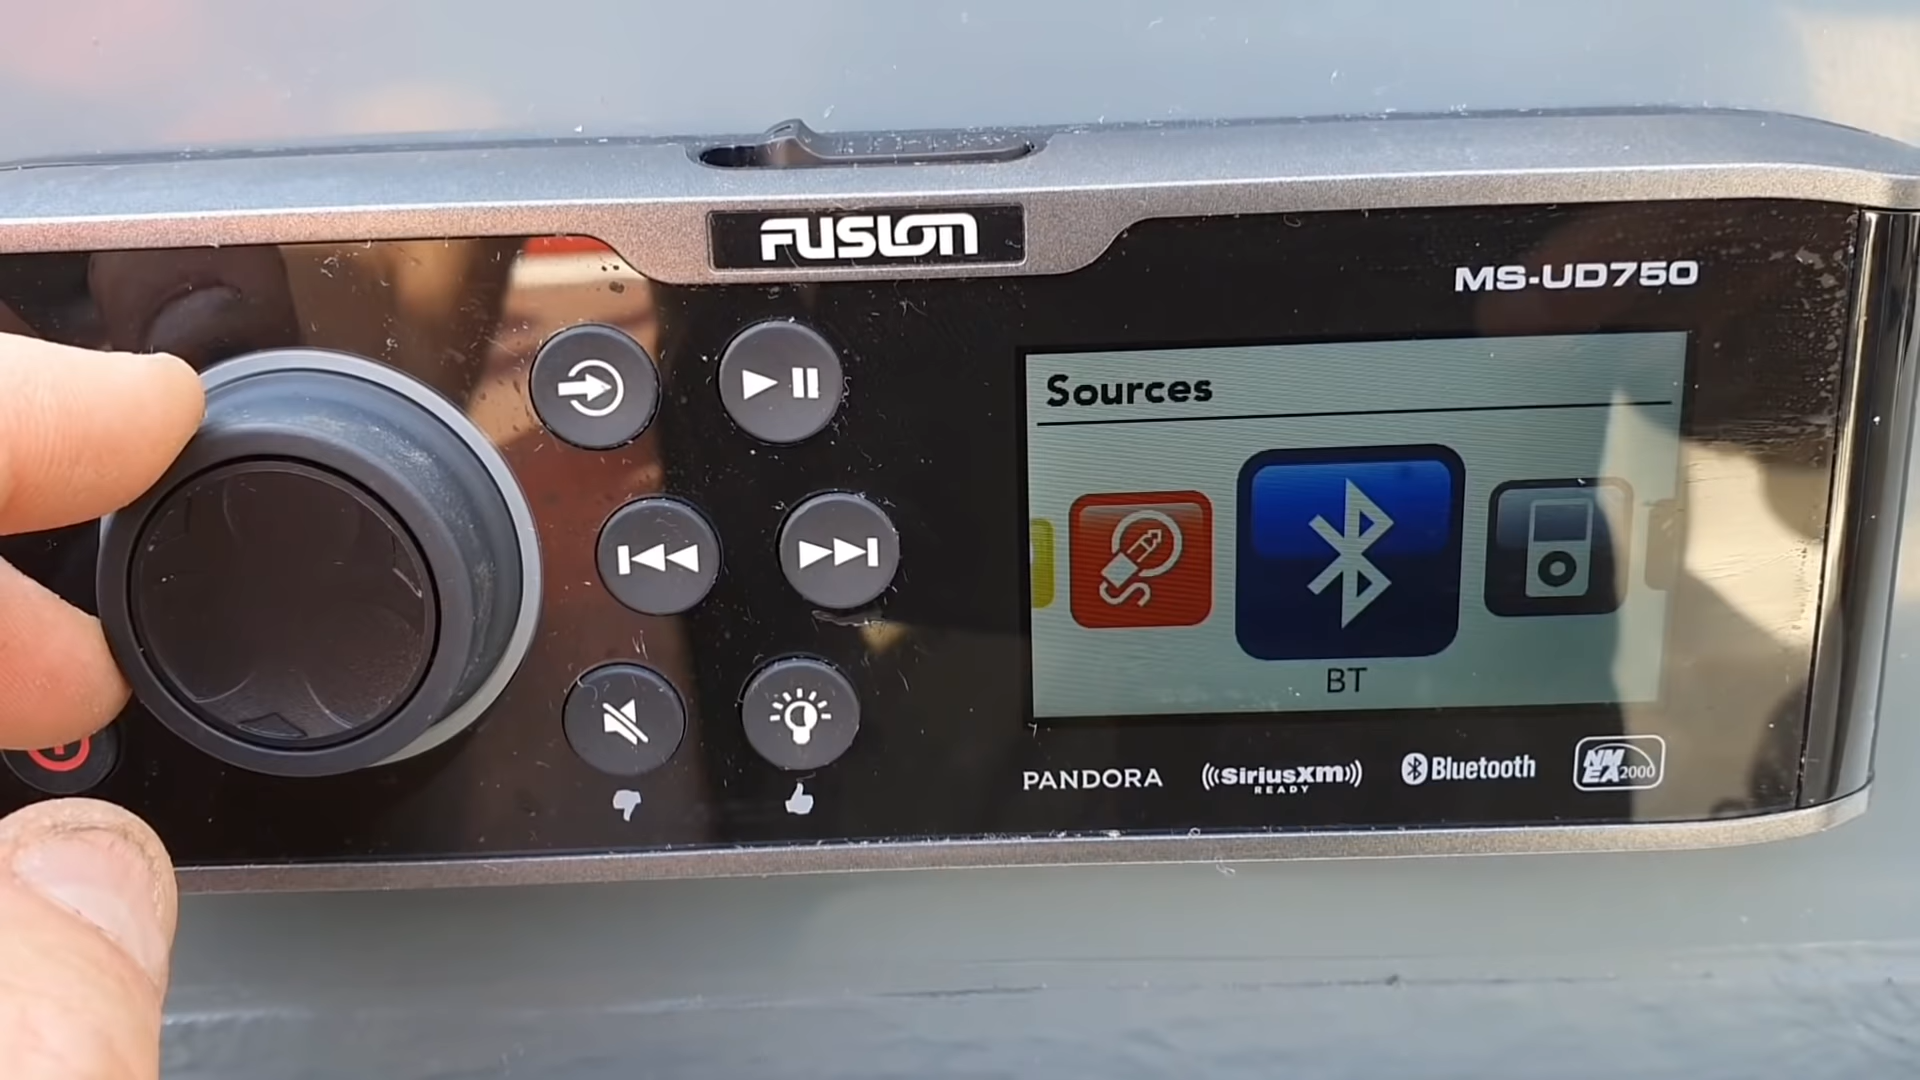 FUSION
MS-UD750
Sources
BT
PANDORA
SiriusXM
READY
Bluetooth
NMEA 2000